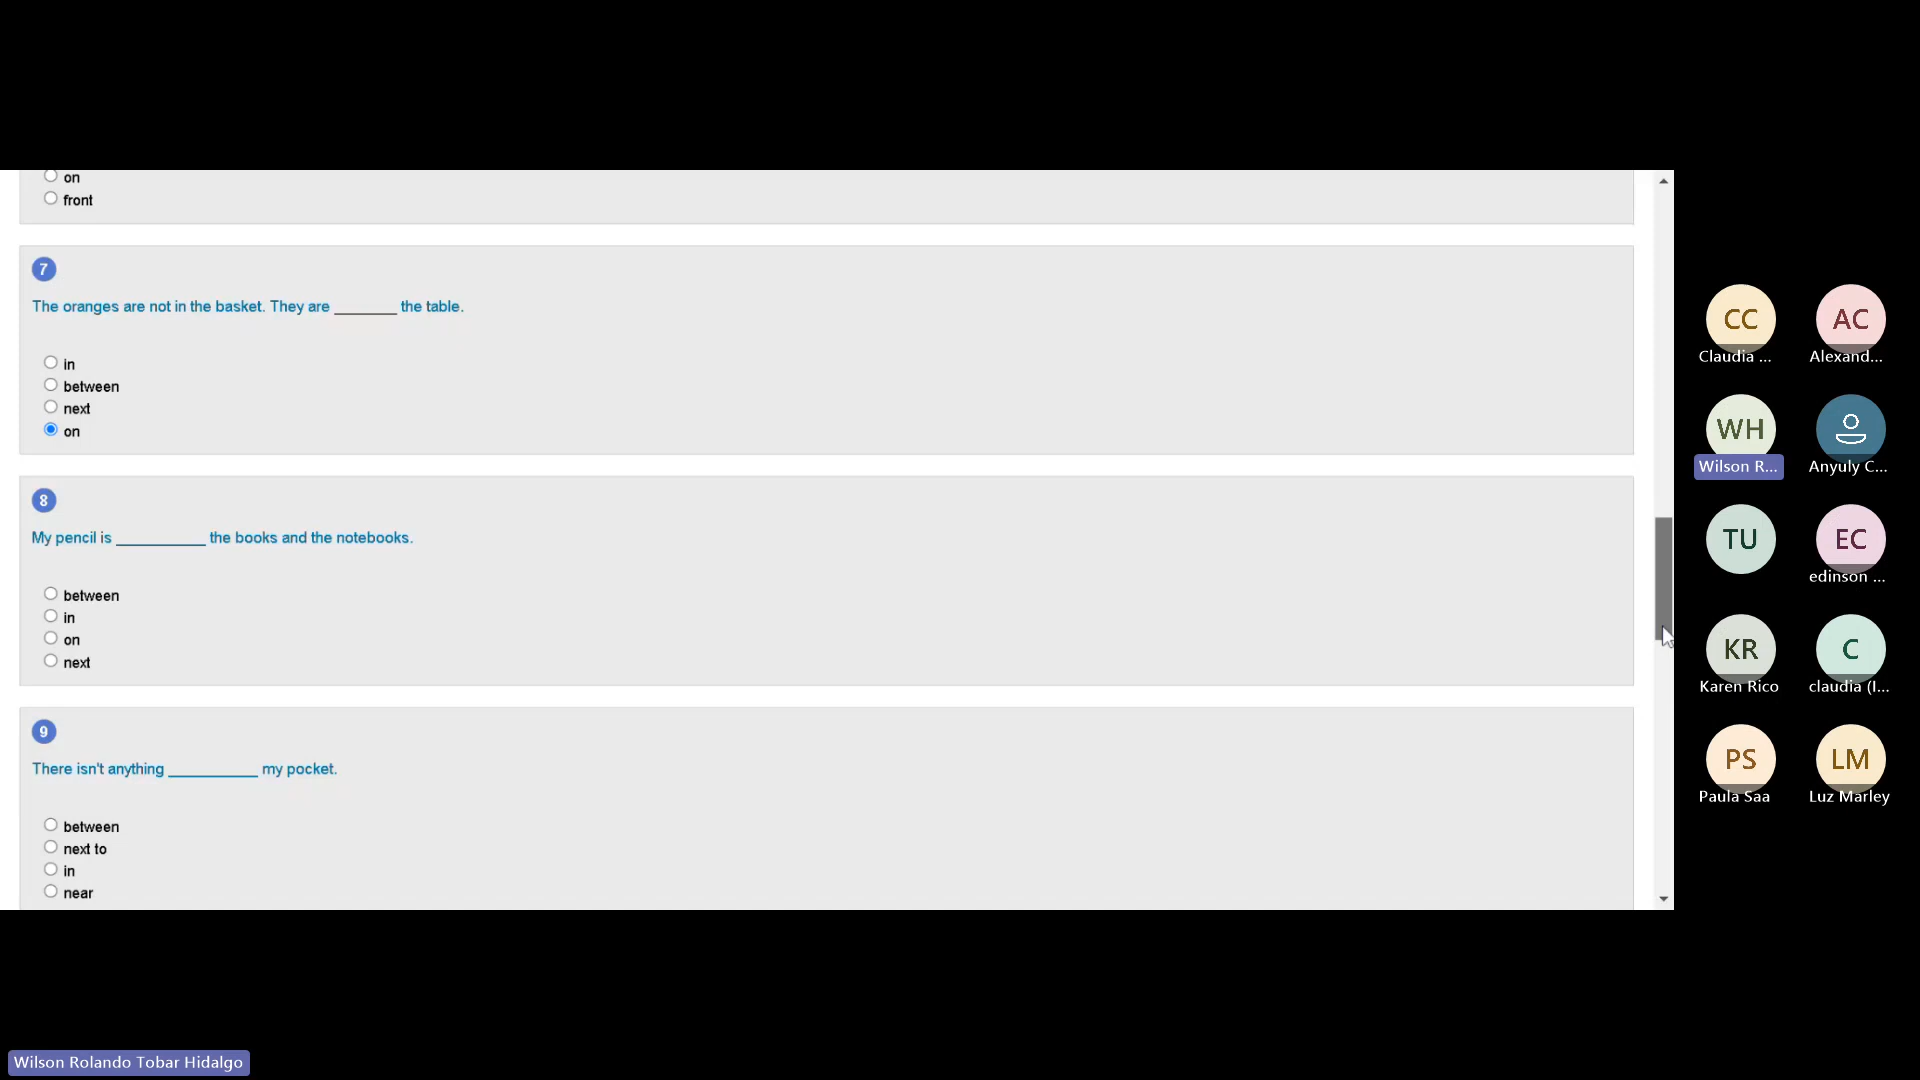 on
front
7
The oranges are not in the basket. They are ________ the table.
in
between
next
on
8
My pencil is ___________ the books and the notebooks.
between
in
on
next
9
There isn't anything ___________ my pocket.
between
next to
in
near
CC
Claudia ...
AC
Alexand...
WH
Wilson R...
Anyuly C...
TU
EC
edinson ...
KR
Karen Rico
C
claudia (I...
PS
Paula Saa
LM
Luz Marley
Wilson Rolando Tobar Hidalgo